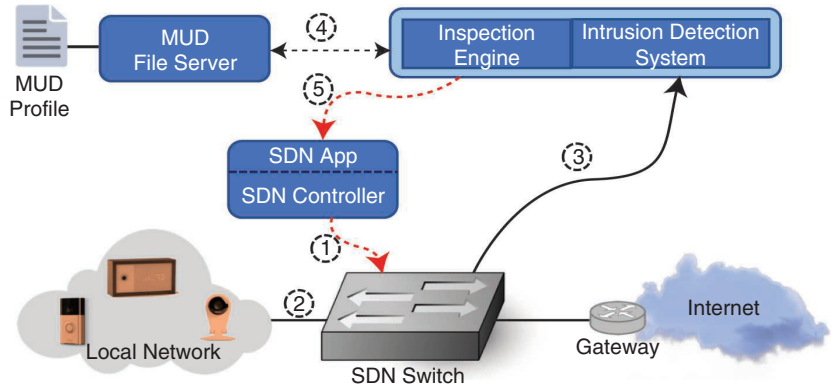 MUD
Profile
MUD
File Server
4
Inspection
Engine
Intrusion Detection
System
5
SDN App
SDN Controller
3
1
2
Local Network
SDN Switch
Gateway
Internet